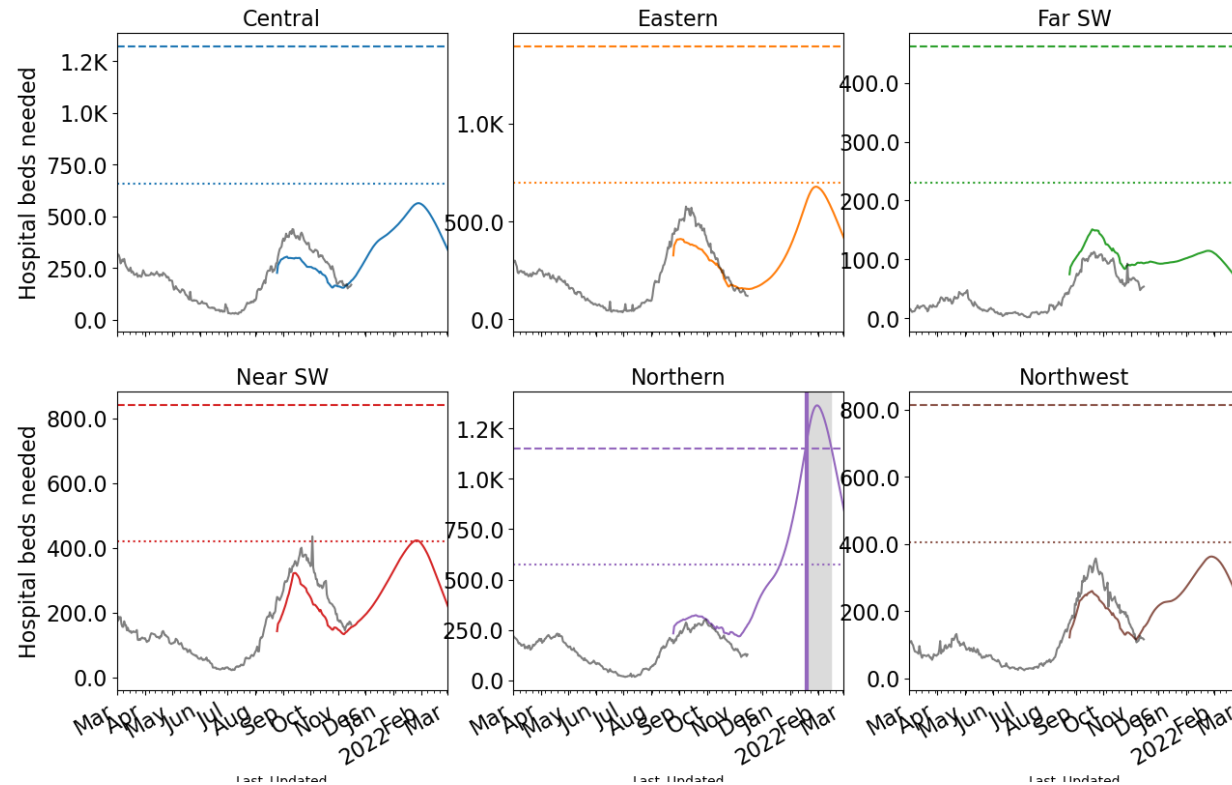 Central Eastern Far SW
Hospital beds needed
1.2K
1.0K
750.0
500.0
250.0
0.0
1.0K
500.0
0.0
400.0
300.0
200.0
100.0
0.0
Near SW Northern Northwest
Hospital beds needed
800.0
600.0
400.0
200.0
0.0
1.2K
1.0K
750.0
500.0
250.0
0.0
800.0
600.0
400.0
200.0
0.0
Mar Apr May Jun Jul Aug Sep Oct Nov Dec Jan 2022 Feb Mar
Mar Apr May Jun Jul Aug Sep Oct Nov Dec Jan 2022 Feb Mar
Mar Apr May Jun Jul Aug Sep Oct Nov Dec Jan 2022 Feb Mar
Last Updated Last Updated Last Updated